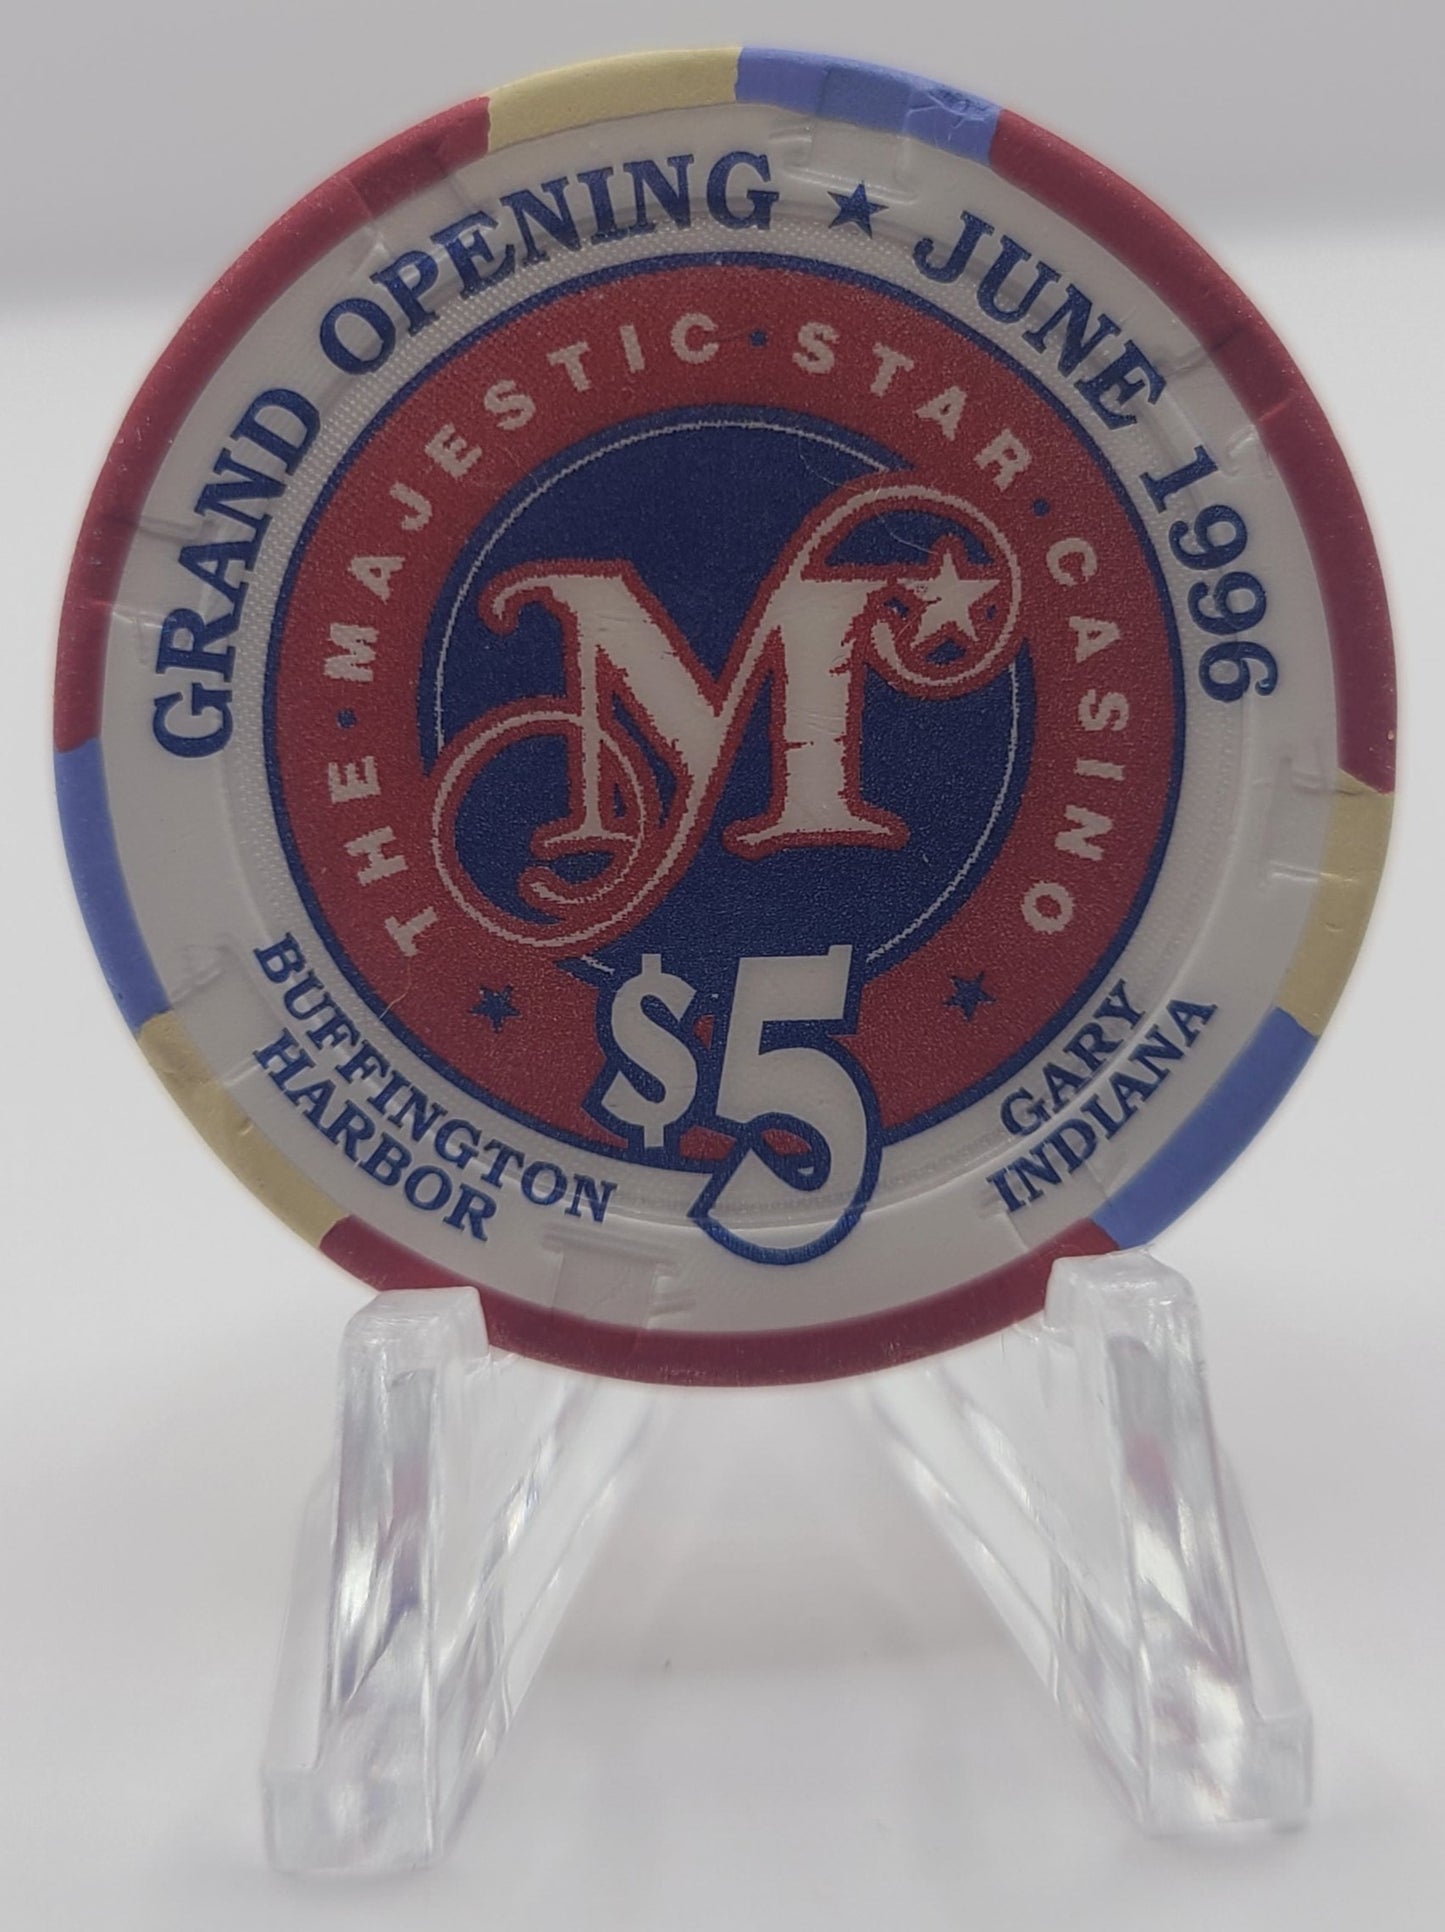 GRAND OPENING ★ JUNE 1996
THE · MAJESTIC · STAR · CASINO
M
$5
BUFFINGTON
HARBOR
GARY
INDIANA